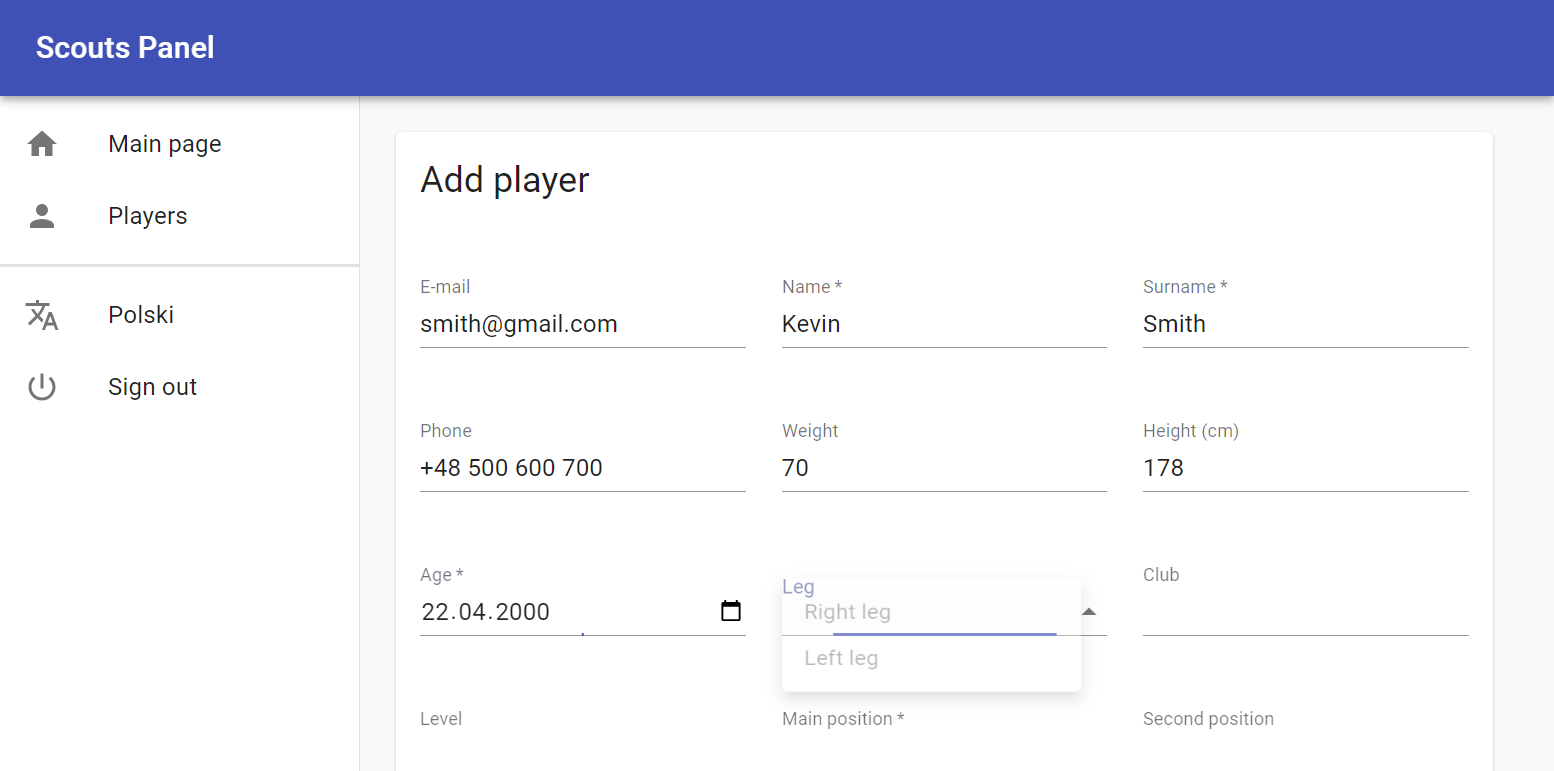 Scouts Panel
Main page
Players
Polski
Sign out
Add player
E-mail
smith@gmail.com
Name *
Kevin
Surname *
Smith
Phone
+48 500 600 700
Weight
70
Height (cm)
178
Age *
22.04.2000
Leg
Right leg
Left leg
Club
Level
Main position *
Second position